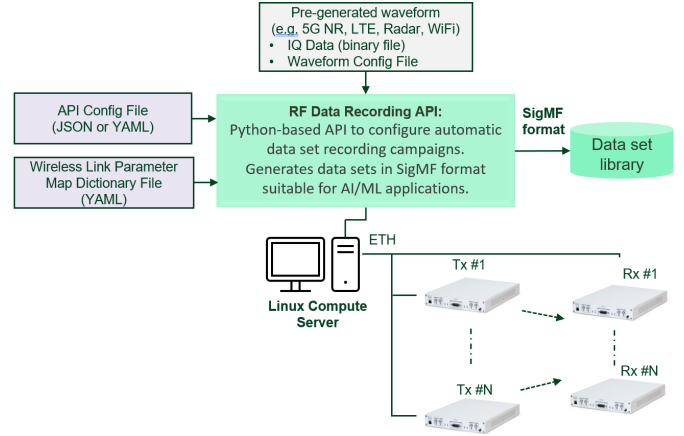 Pre-generated waveform
(e.g. 5G NR, LTE, Radar, WiFi)
• IQ Data (binary file)
• Waveform Config File
API Config File
(JSON or YAML)
Wireless Link Parameter
Map Dictionary File
(YAML)
RF Data Recording API:
Python-based API to configure automatic
data set recording campaigns.
Generates data sets in SigMF format
suitable for AI/ML applications.
SigMF
format
Data set
library
ETH
Linux Compute
Server
Tx #1
Rx #1
Tx #N
Rx #N